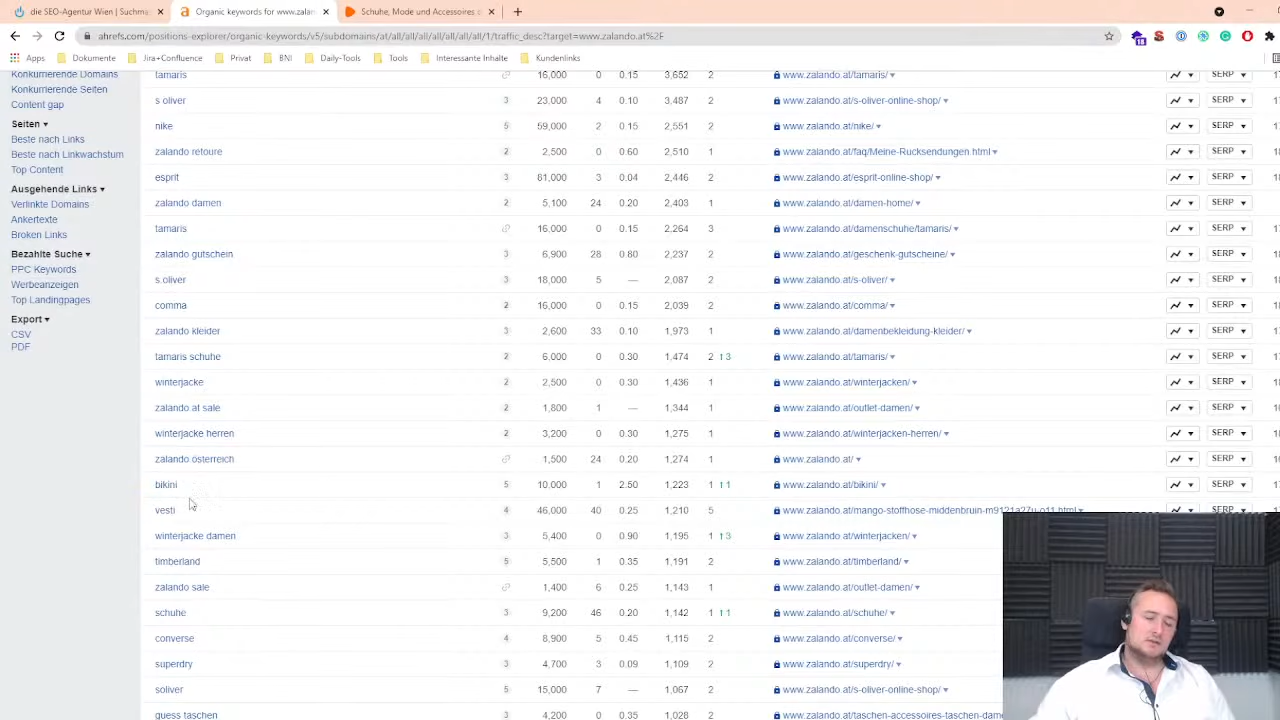 die SEO-Agentur Wien | Suchm
Organic keywords for www.zalan
Schuhe, Mode und Accessoires o
ahrefs.com/positions-explorer/organic-keywords/v5/subdomains/at/all/all/all/all/all/all/1/traffic_desc?target=www.zalando.at%2F
Apps Dokumente Jira+Confluence Privat BNI Daily-Tools Tools Interessante Inhalte Kundenlinks
Konkurrierende Domains
Konkurrierende Seiten
Content gap
Seiten
Beste nach Links
Beste nach Linkwachstum
Top Content
Ausgehende Links
Verlinkte Domains
Ankertexte
Broken Links
Bezahlte Suche
PPC Keywords
Werbeanzeigen
Top Landingpages
Export
CSV
PDF
tamaris 16,000 0 0.15 3,652 2 www.zalando.at/tamaris/ SERP
s oliver 3 23,000 4 0.10 3,487 2 www.zalando.at/s-oliver-online-shop/ SERP
nike 5 59,000 2 0.15 2,551 2 www.zalando.at/nike/ SERP
zalando retoure 2 2,500 0 0.60 2,510 1 www.zalando.at/faq/Meine-Rucksendungen.html SERP
esprit 3 81,000 3 0.04 2,446 2 www.zalando.at/esprit-online-shop/ SERP
zalando damen 2 5,100 24 0.20 2,403 1 www.zalando.at/damen-home/ SERP
tamaris 16,000 0 0.15 2,264 3 www.zalando.at/damenschuhe/tamaris/ SERP
zalando gutschein 3 6,900 28 0.80 2,237 2 www.zalando.at/geschenk-gutscheine/ SERP
s.oliver 3 18,000 5 — 2,087 2 www.zalando.at/s-oliver/ SERP
comma 2 16,000 0 0.15 2,039 2 www.zalando.at/comma/ SERP
zalando kleider 3 2,600 33 0.10 1,973 1 www.zalando.at/damenbekleidung-kleider/ SERP
tamaris schuhe 2 6,000 0 0.30 1,474 2 ↑3 www.zalando.at/tamaris/ SERP
winterjacke 2 0 0.35 1,436 1 www.zalando.at/winterjacken/ SERP
zalando at sale 2 1 — 1,344 1 www.zalando.at/outlet-damen/ SERP
winterjacke herren 2 3,200 0 0.30 1,275 1 www.zalando.at/winterjacken-herren/ SERP
zalando österreich 1,500 24 0.20 1,274 1 www.zalando.at/ SERP
bikini 5 10,000 1 2.50 1,223 1 ↑1 www.zalando.at/bikini/ SERP
vesti 4 46,000 40 0.25 1,210 5 www.zalando.at/mango-stoffhose-middenbruin-m9121a27u-o11.html SERP
winterjacke damen 3 5,400 0 0.90 1,195 1 ↑3 www.zalando.at/winterjacken/
timberland 3 5,500 1 0.35 1,191 2 www.zalando.at/timberland/
zalando sale 6 0.25 1,143 1 www.zalando.at/outlet-damen/
schuhe 3 46 0.20 1,142 1 ↑1 www.zalando.at/schuhe/
converse 4 8,900 5 0.45 1,115 2 www.zalando.at/converse/
superdry 3 4,700 3 0.09 1,109 2 www.zalando.at/superdry/
soliver 5 15,000 7 — 1,067 2 www.zalando.at/s-oliver-online-shop/
guess taschen 3 4,200 0 0.35 1,028 2 www.zalando.at/taschen-accessoires-taschen-dame